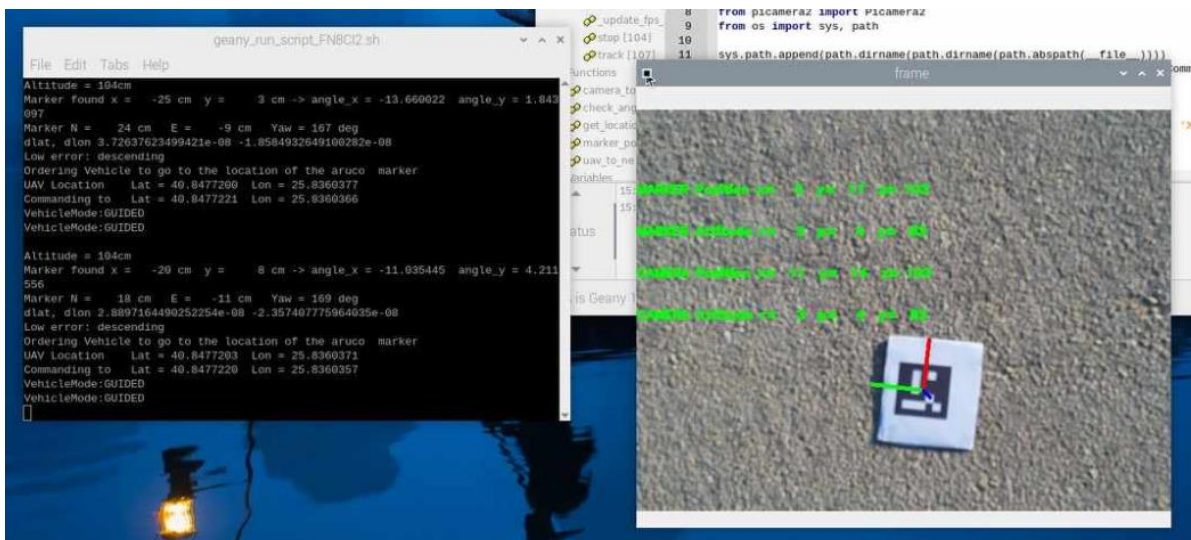 geany_run_script_FN8CI2.sh
File Edit Tabs Help
Altitude = 104cm
Marker found x = -25 cm y = 3 cm -> angle_x = -13.660022 angle_y = 1.843
097
Marker N = 24 cm E = -9 cm Yaw = 167 deg
dlat, dlon 3.72637623499421e-08 -1.8584932649100282e-08
Low error: descending
Ordering Vehicle to go to the location of the aruco marker
UAV Location Lat = 40.8477200 Lon = 25.8360377
Commanding to Lat = 40.8477221 Lon = 25.8360366
VehicleMode:GUIDED
VehicleMode:GUIDED
Altitude = 104cm
Marker found x = -20 cm y = 8 cm -> angle_x = -11.035445 angle_y = 4.211
556
Marker N = 18 cm E = -11 cm Yaw = 169 deg
dlat, dlon 2.8897164490252254e-08 -2.357407775964035e-08
Low error: descending
Ordering Vehicle to go to the location of the aruco marker
UAV Location Lat = 40.8477203 Lon = 25.8360371
Commanding to Lat = 40.8477220 Lon = 25.8360357
VehicleMode:GUIDED
VehicleMode:GUIDED
_update_fps_
stop [104]
track [107]
camera_to
check_ang
get_locatio
marker_po
uav_to_ne
8 from picamera2 import Picamera2
9 from os import sys, path
10
11 sys.path.append(path.dirname(path.dirname(path.abspath(__file__))))
frame
is Geany 1